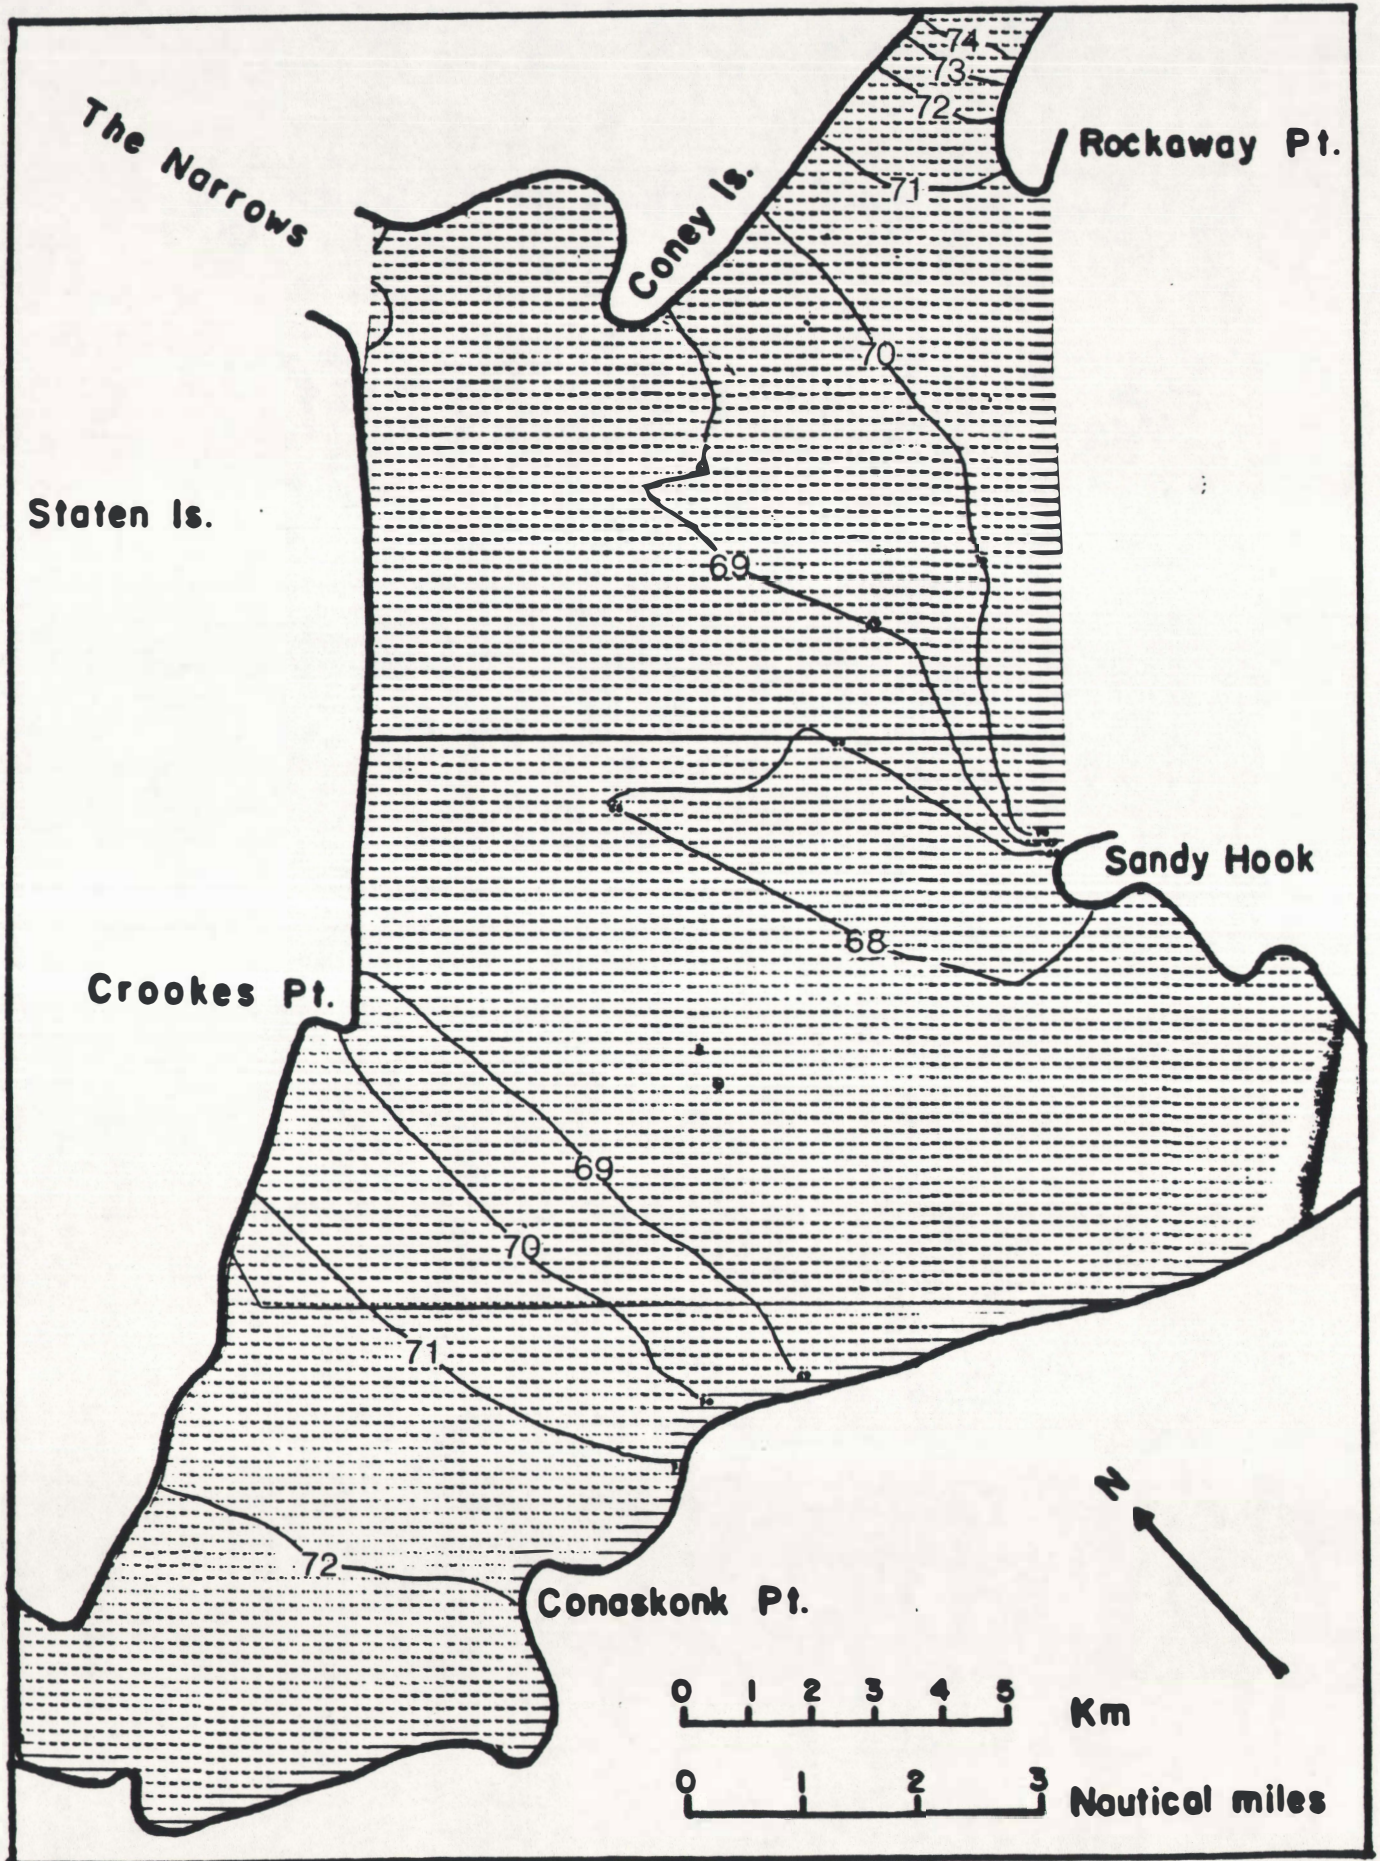 74
73
72
The Narrows
Rockaway Pt.
71
Coney Is.
70
Staten Is.
69
Sandy Hook
68
Crookes Pt.
69
70
71
N
72
Conaskonk Pt.
0 1 2 3 4 5 Km
0 1 2 3 Nautical miles